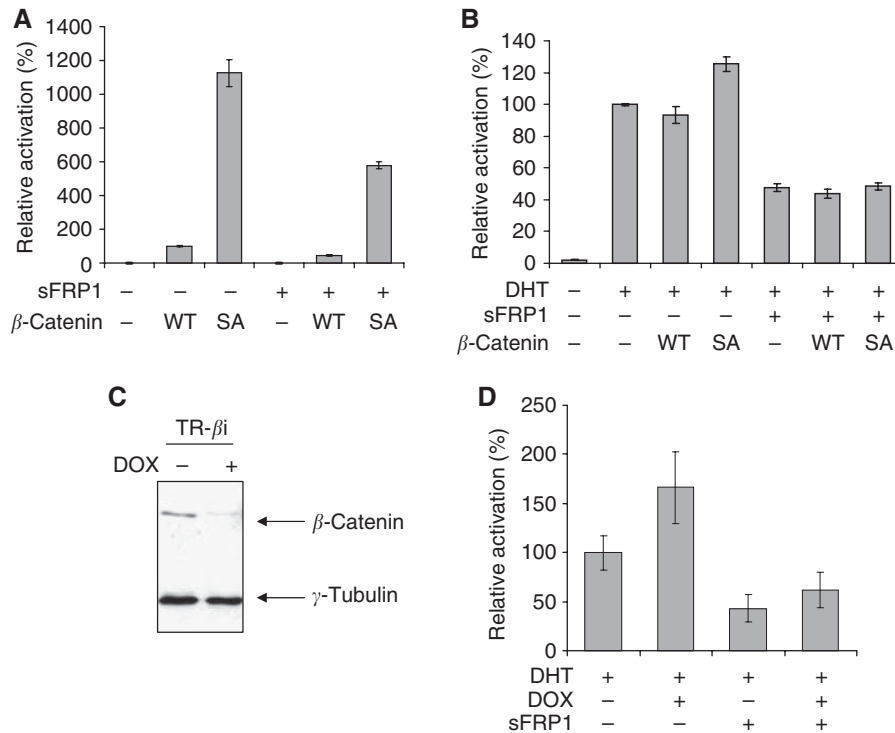 A
Relative activation (%)
1400
1200
1000
800
600
400
200
0
sFRP1 – – – + + +
β-Catenin – WT SA – WT SA
B
Relative activation (%)
140
120
100
80
60
40
20
0
DHT – + + + + + +
sFRP1 – – – – + + +
β-Catenin – – WT SA – WT SA
C
TR-βi
DOX – +
β-Catenin
γ-Tubulin
D
Relative activation (%)
250
200
150
100
50
0
DHT + + + +
DOX – + – +
sFRP1 – – + +